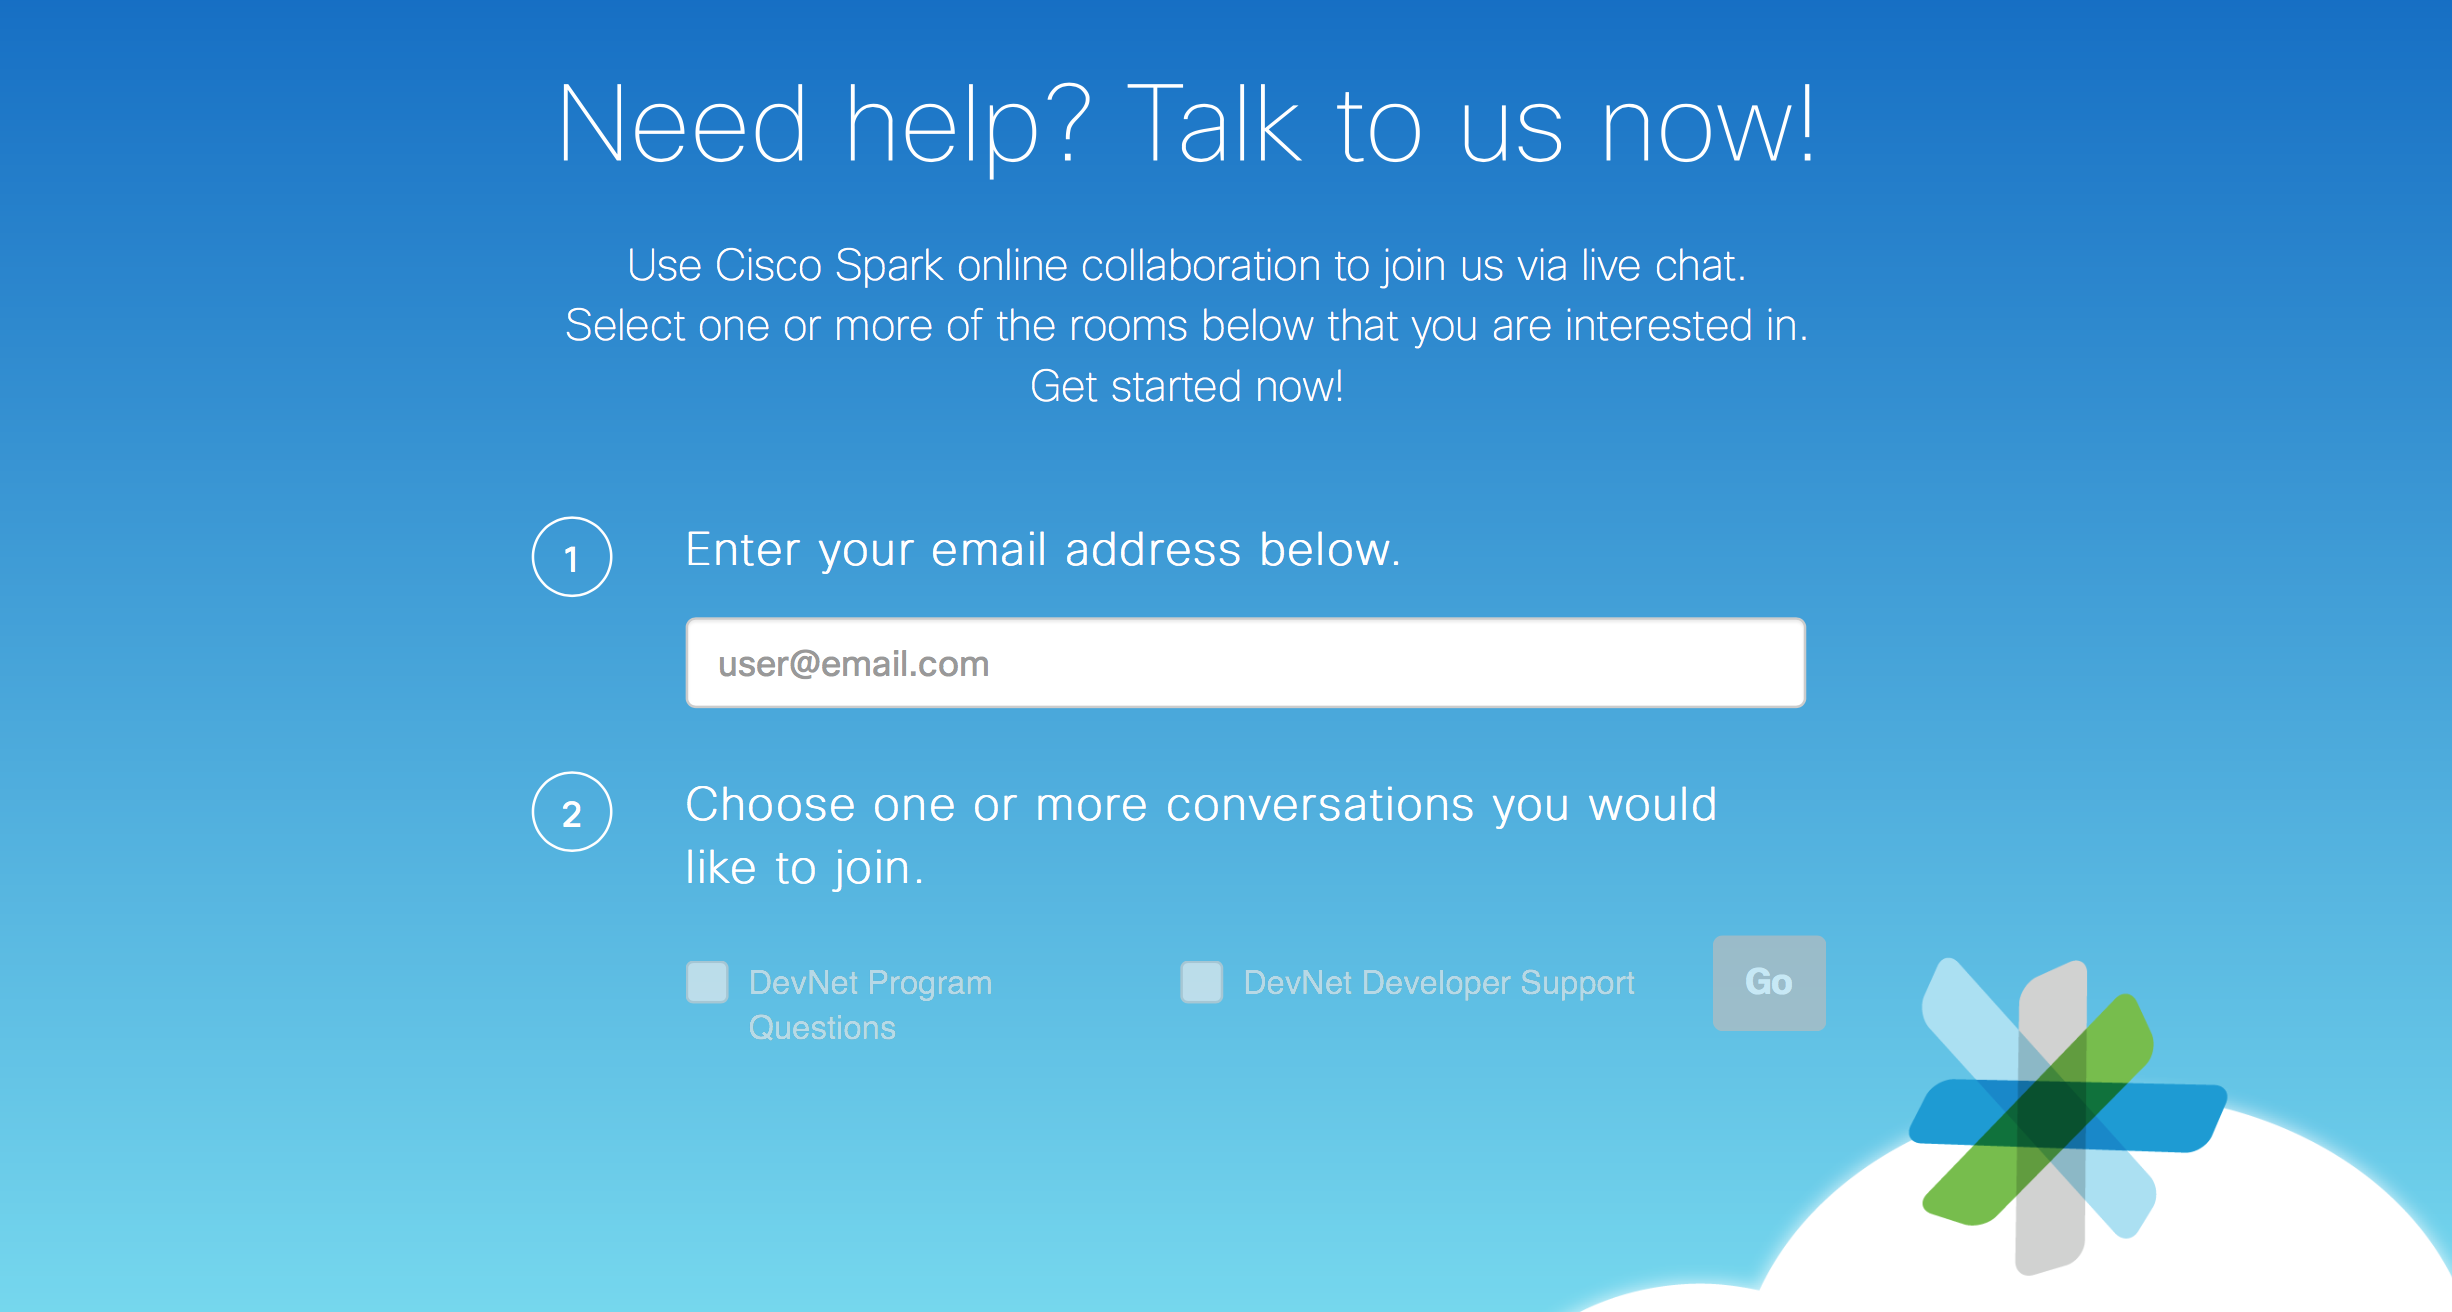 Need help? Talk to us now!
Use Cisco Spark online collaboration to join us via live chat.
Select one or more of the rooms below that you are interested in.
Get started now!
1
Enter your email address below.
user@email.com
2
Choose one or more conversations you would
like to join.
DevNet Program
Questions
DevNet Developer Support
Go